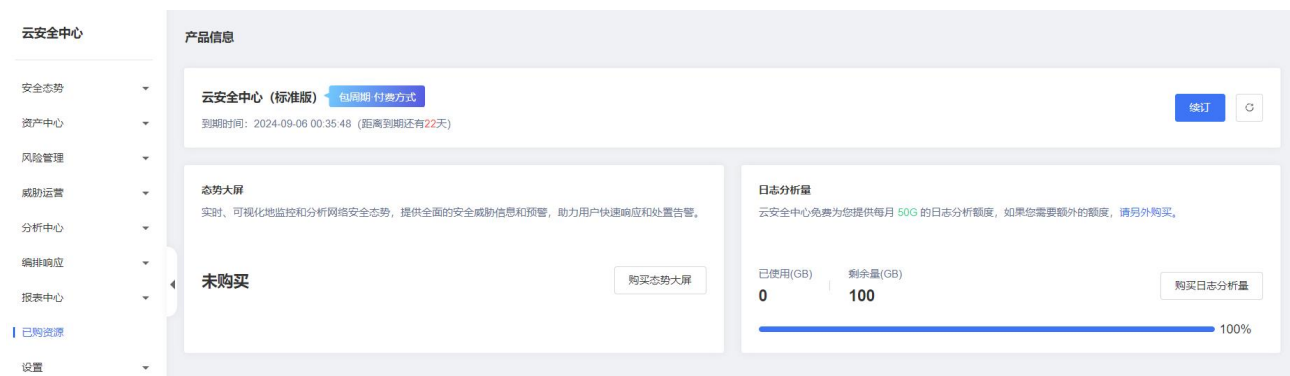 云安全中心
安全态势
资产中心
风险管理
威胁运营
分析中心
编排响应
报表中心
已购资源
设置
产品信息
云安全中心（标准版） 包周期 付费方式
到期时间：2024-09-06 00:35:48（距离到期还有22天）
续订
态势大屏
实时、可视化地监控和分析网络安全态势，提供全面的安全威胁信息和预警，助力用户快速响应和处置告警。
未购买
购买态势大屏
日志分析量
云安全中心免费为您提供每月 50G 的日志分析额度，如果您需要额外的额度，请另外购买。
已使用(GB) 剩余量(GB)
0 100
购买日志分析量
100%